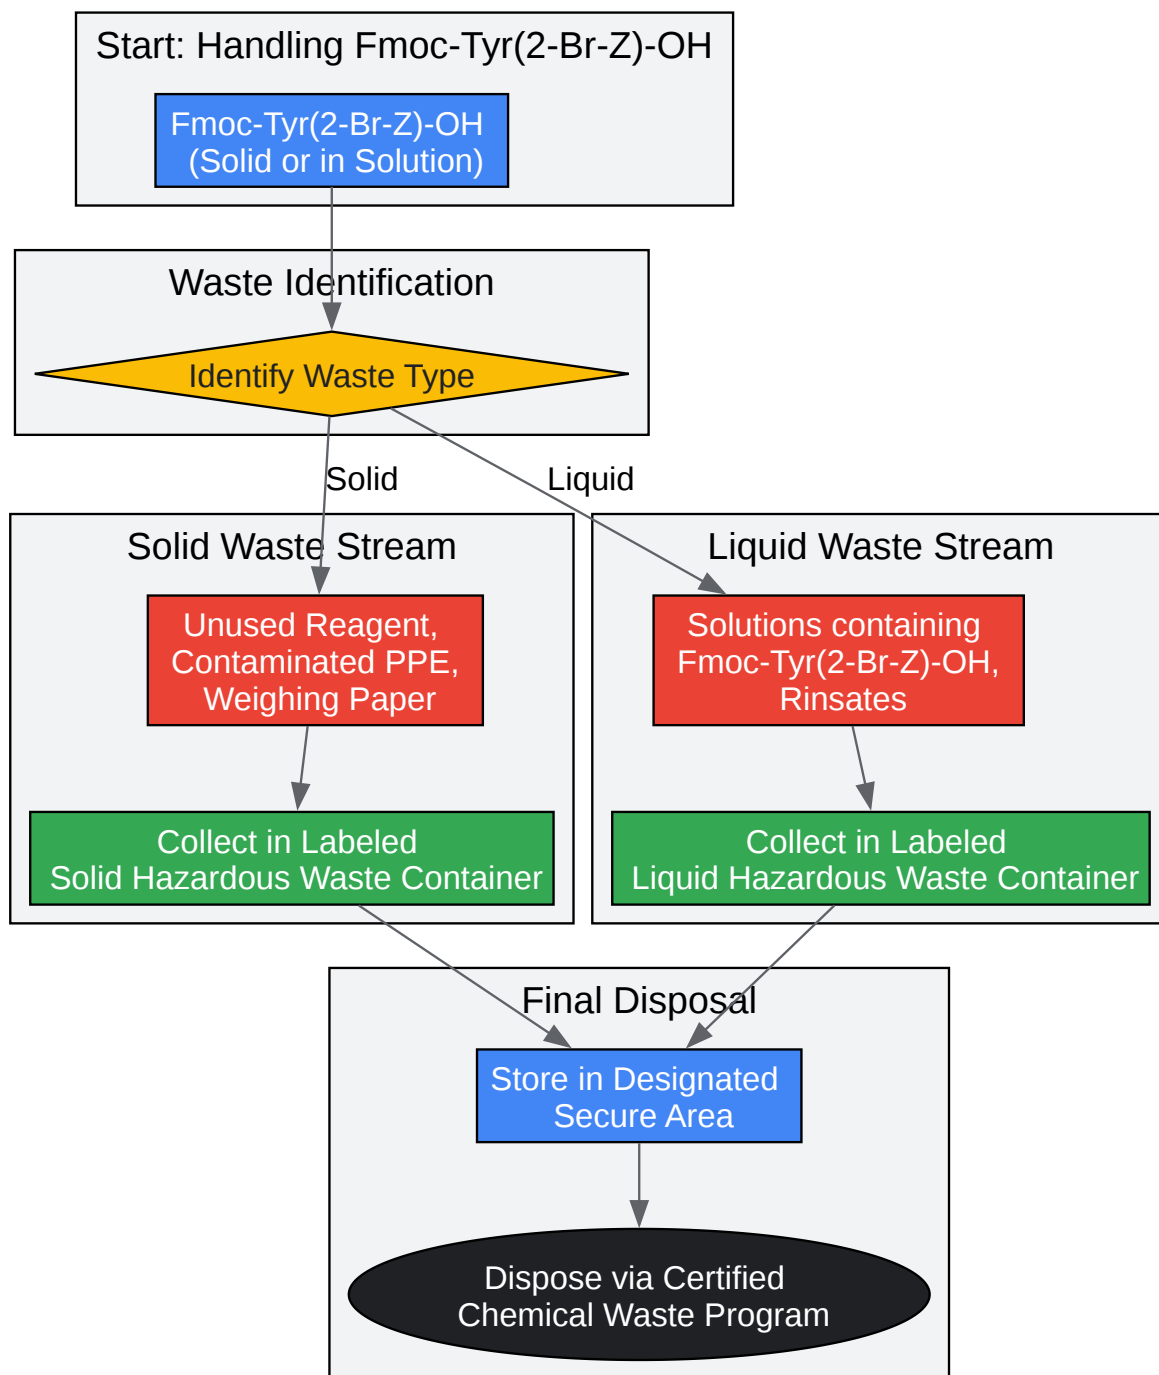 Start: Handling Fmoc-Tyr(2-Br-Z)-OH
Fmoc-Tyr(2-Br-Z)-OH
(Solid or in Solution)
Waste Identification
Identify Waste Type
Solid
Liquid
Solid Waste Stream
Unused Reagent,
Contaminated PPE,
Weighing Paper
Collect in Labeled
Solid Hazardous Waste Container
Liquid Waste Stream
Solutions containing
Fmoc-Tyr(2-Br-Z)-OH,
Rinsates
Collect in Labeled
Liquid Hazardous Waste Container
Final Disposal
Store in Designated
Secure Area
Dispose via Certified
Chemical Waste Program